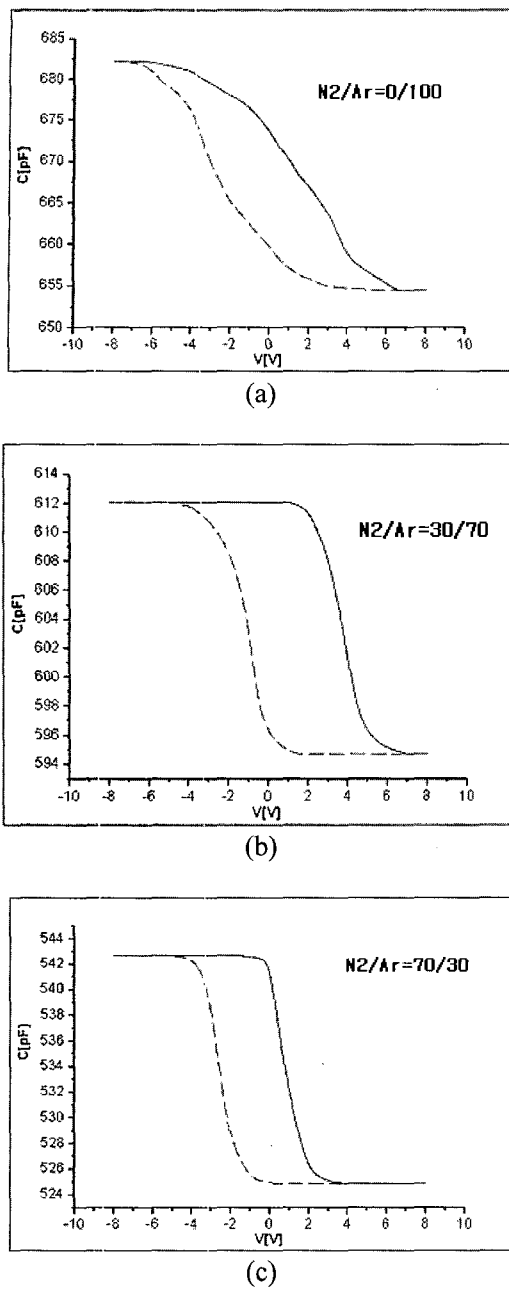 N2/Ar=0/100
C[pF]
685
680
675
670
665
660
655
650
-10 -8 -6 -4 -2 0 2 4 6 8 10
V[V]
(a)
N2/Ar=30/70
C[pF]
614
612
610
608
606
604
602
600
598
596
594
-10 -8 -6 -4 -2 0 2 4 6 8 10
V[V]
(b)
N2/Ar=70/30
C[pF]
544
542
540
538
536
534
532
530
528
526
524
-10 -8 -6 -4 -2 0 2 4 6 8 10
V[V]
(c)